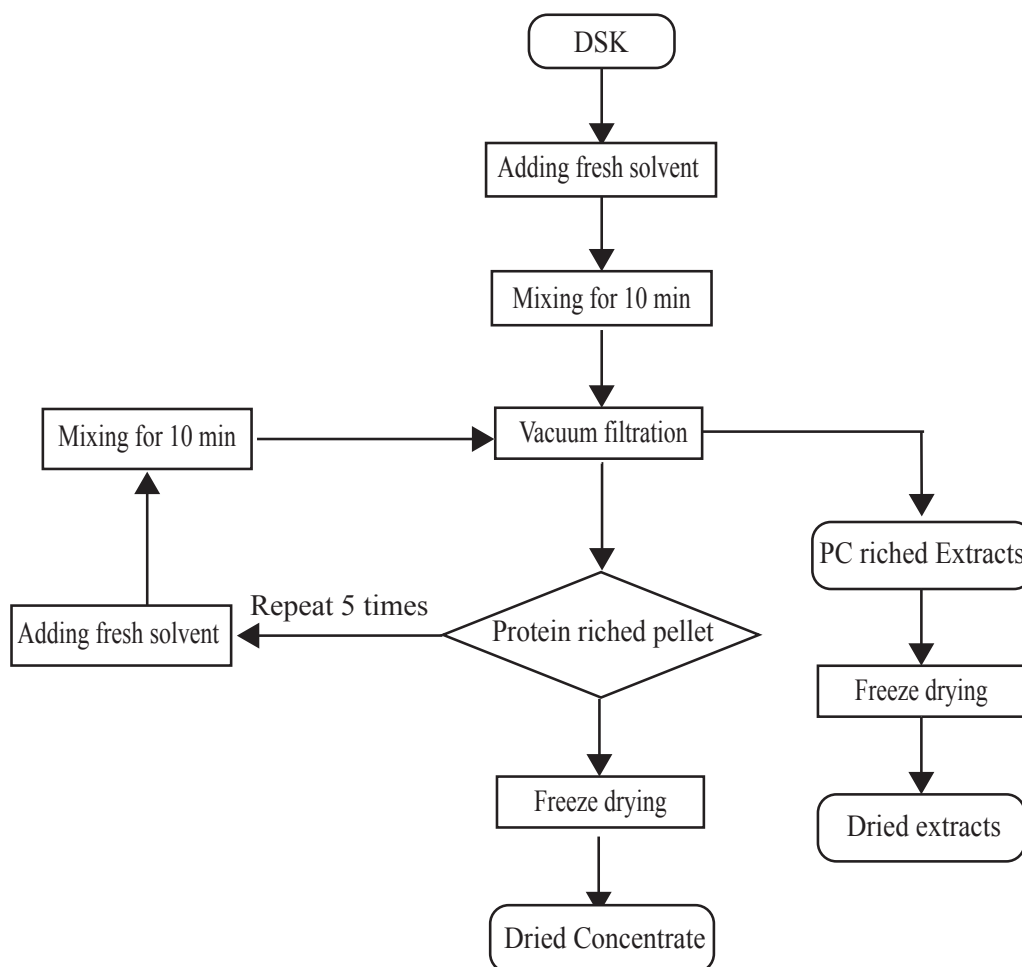 DSK
Adding fresh solvent
Mixing for 10 min
Mixing for 10 min
Vacuum filtration
PC riched Extracts
Repeat 5 times
Adding fresh solvent
Protein riched pellet
Freeze drying
Freeze drying
Dried extracts
Dried Concentrate